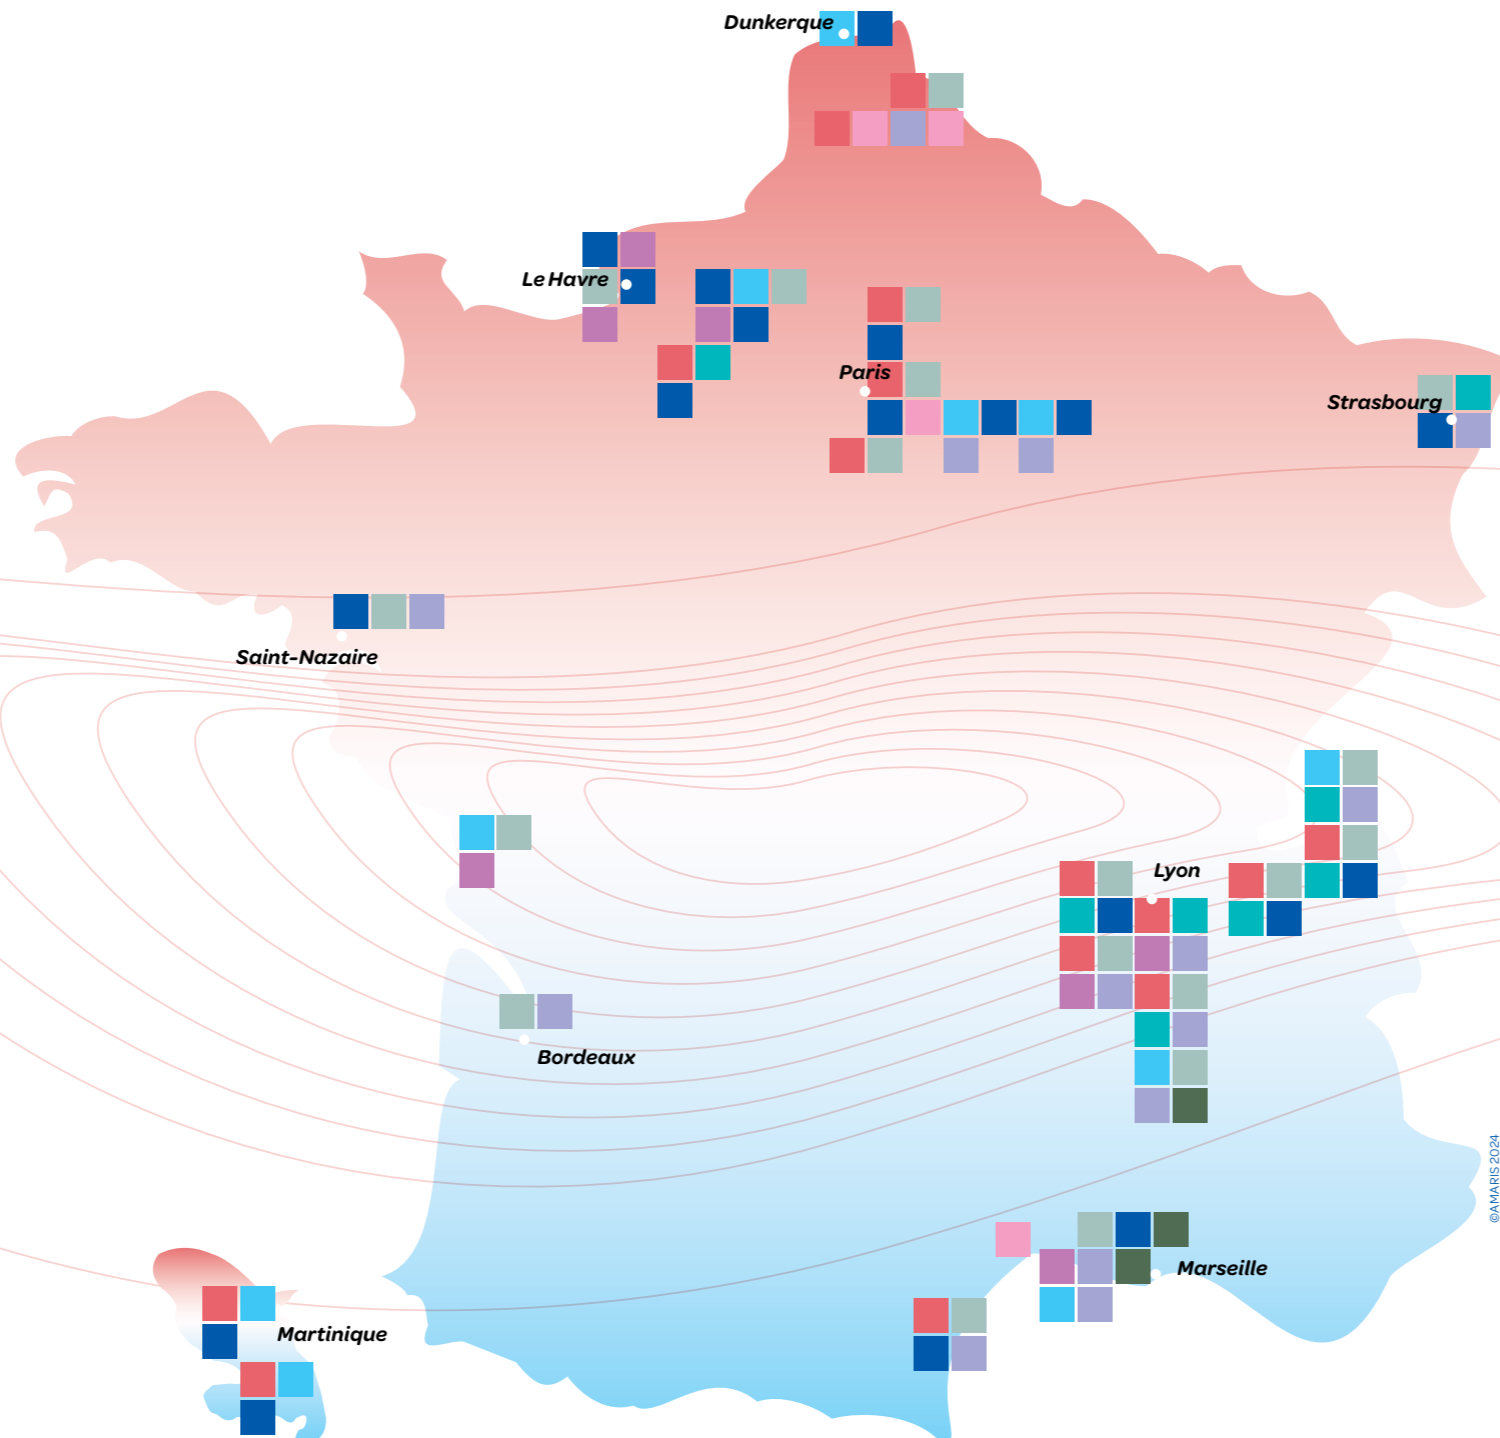 Dunkerque
Le Havre
Paris
Strasbourg
Saint-Nazaire
Lyon
Bordeaux
©AMARIS 2024
Marseille
Martinique